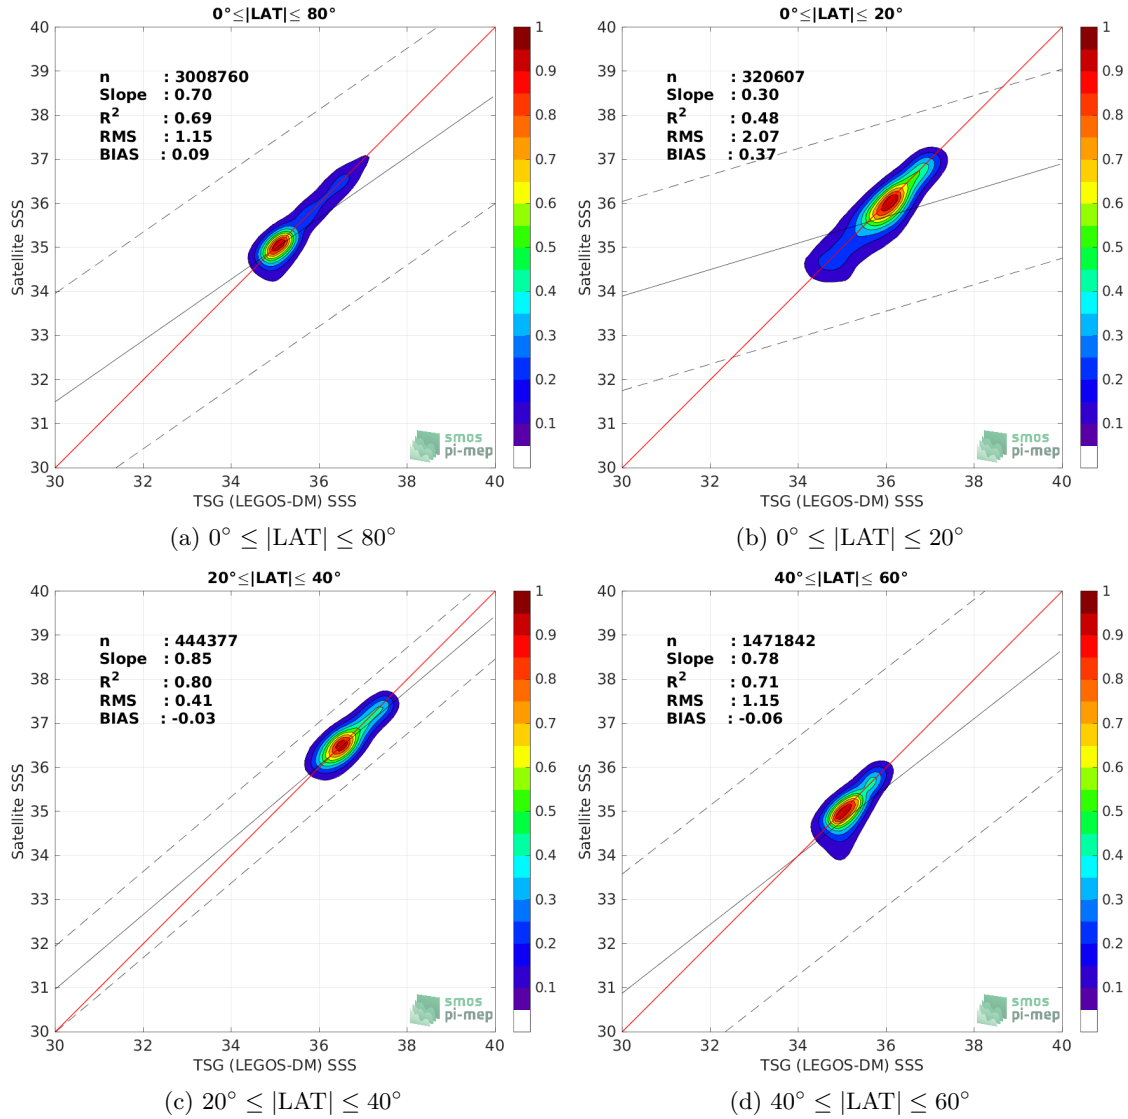 0°≤|LAT|≤ 80°
n : 3008760
Slope : 0.70
R² : 0.69
RMS : 1.15
BIAS : 0.09
Satellite SSS
40
39
38
37
36
35
34
33
32
31
30
30 32 34 36 38 40
TSG (LEGOS-DM) SSS
smos
pi-mep
1
0.9
0.8
0.7
0.6
0.5
0.4
0.3
0.2
0.1
(a) 0° ≤ |LAT| ≤ 80°
0°≤|LAT|≤ 20°
n : 320607
Slope : 0.30
R² : 0.48
RMS : 2.07
BIAS : 0.37
Satellite SSS
40
39
38
37
36
35
34
33
32
31
30
30 32 34 36 38 40
TSG (LEGOS-DM) SSS
smos
pi-mep
1
0.9
0.8
0.7
0.6
0.5
0.4
0.3
0.2
0.1
(b) 0° ≤ |LAT| ≤ 20°
20°≤|LAT|≤ 40°
n : 444377
Slope : 0.85
R² : 0.80
RMS : 0.41
BIAS : -0.03
Satellite SSS
40
39
38
37
36
35
34
33
32
31
30
30 32 34 36 38 40
TSG (LEGOS-DM) SSS
smos
pi-mep
1
0.9
0.8
0.7
0.6
0.5
0.4
0.3
0.2
0.1
(c) 20° ≤ |LAT| ≤ 40°
40°≤|LAT|≤ 60°
n : 1471842
Slope : 0.78
R² : 0.71
RMS : 1.15
BIAS : -0.06
Satellite SSS
40
39
38
37
36
35
34
33
32
31
30
30 32 34 36 38 40
TSG (LEGOS-DM) SSS
smos
pi-mep
1
0.9
0.8
0.7
0.6
0.5
0.4
0.3
0.2
0.1
(d) 40° ≤ |LAT| ≤ 60°